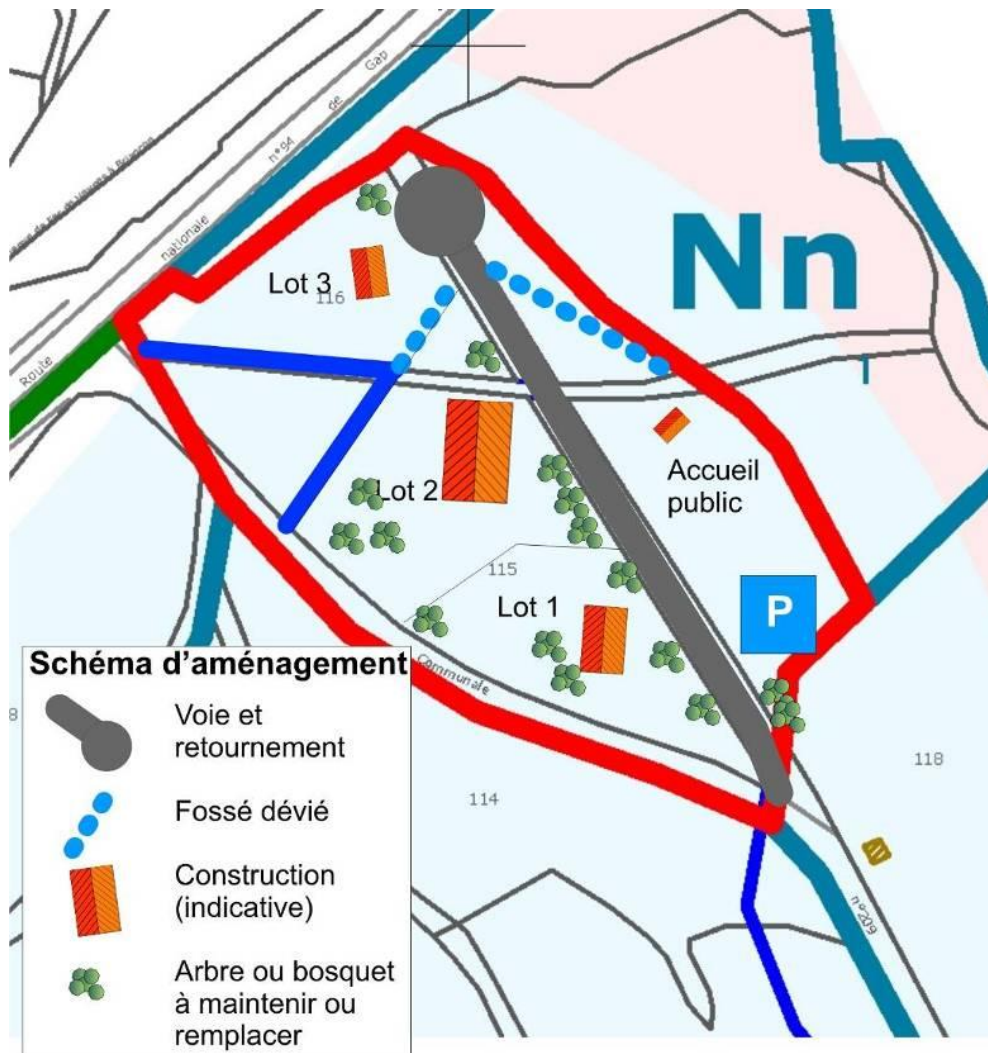 Gap
de
n°94
nationale
Route
Nn
Lot 3
116
Accueil
public
Lot 2
115
Lot 1
P
Communale
118
114
n°209
Schéma d'aménagement
Voie et
retournement
Fossé dévié
Construction
(indicative)
Arbre ou bosquet
à maintenir ou
remplacer